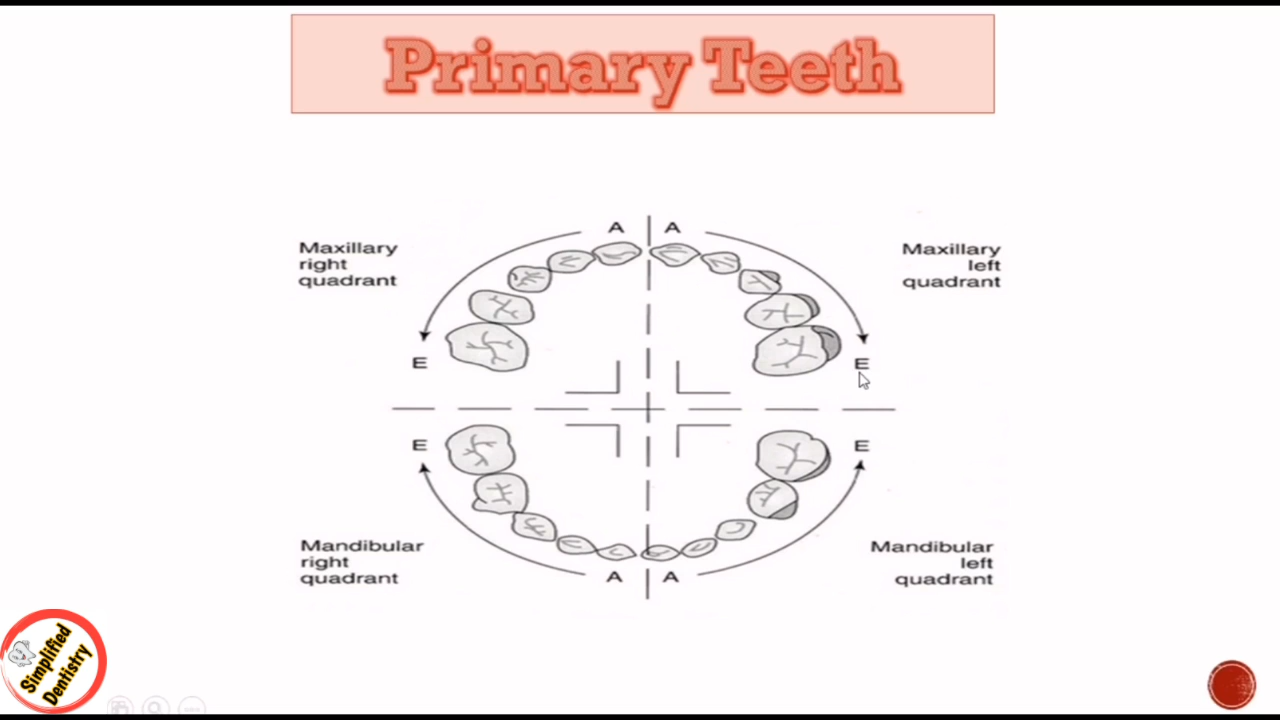 Primary Teeth
A A
Maxillary
right
quadrant
Maxillary
left
quadrant
E E
E E
Mandibular
right
quadrant
Mandibular
left
quadrant
A A
Simplified
Dentistry